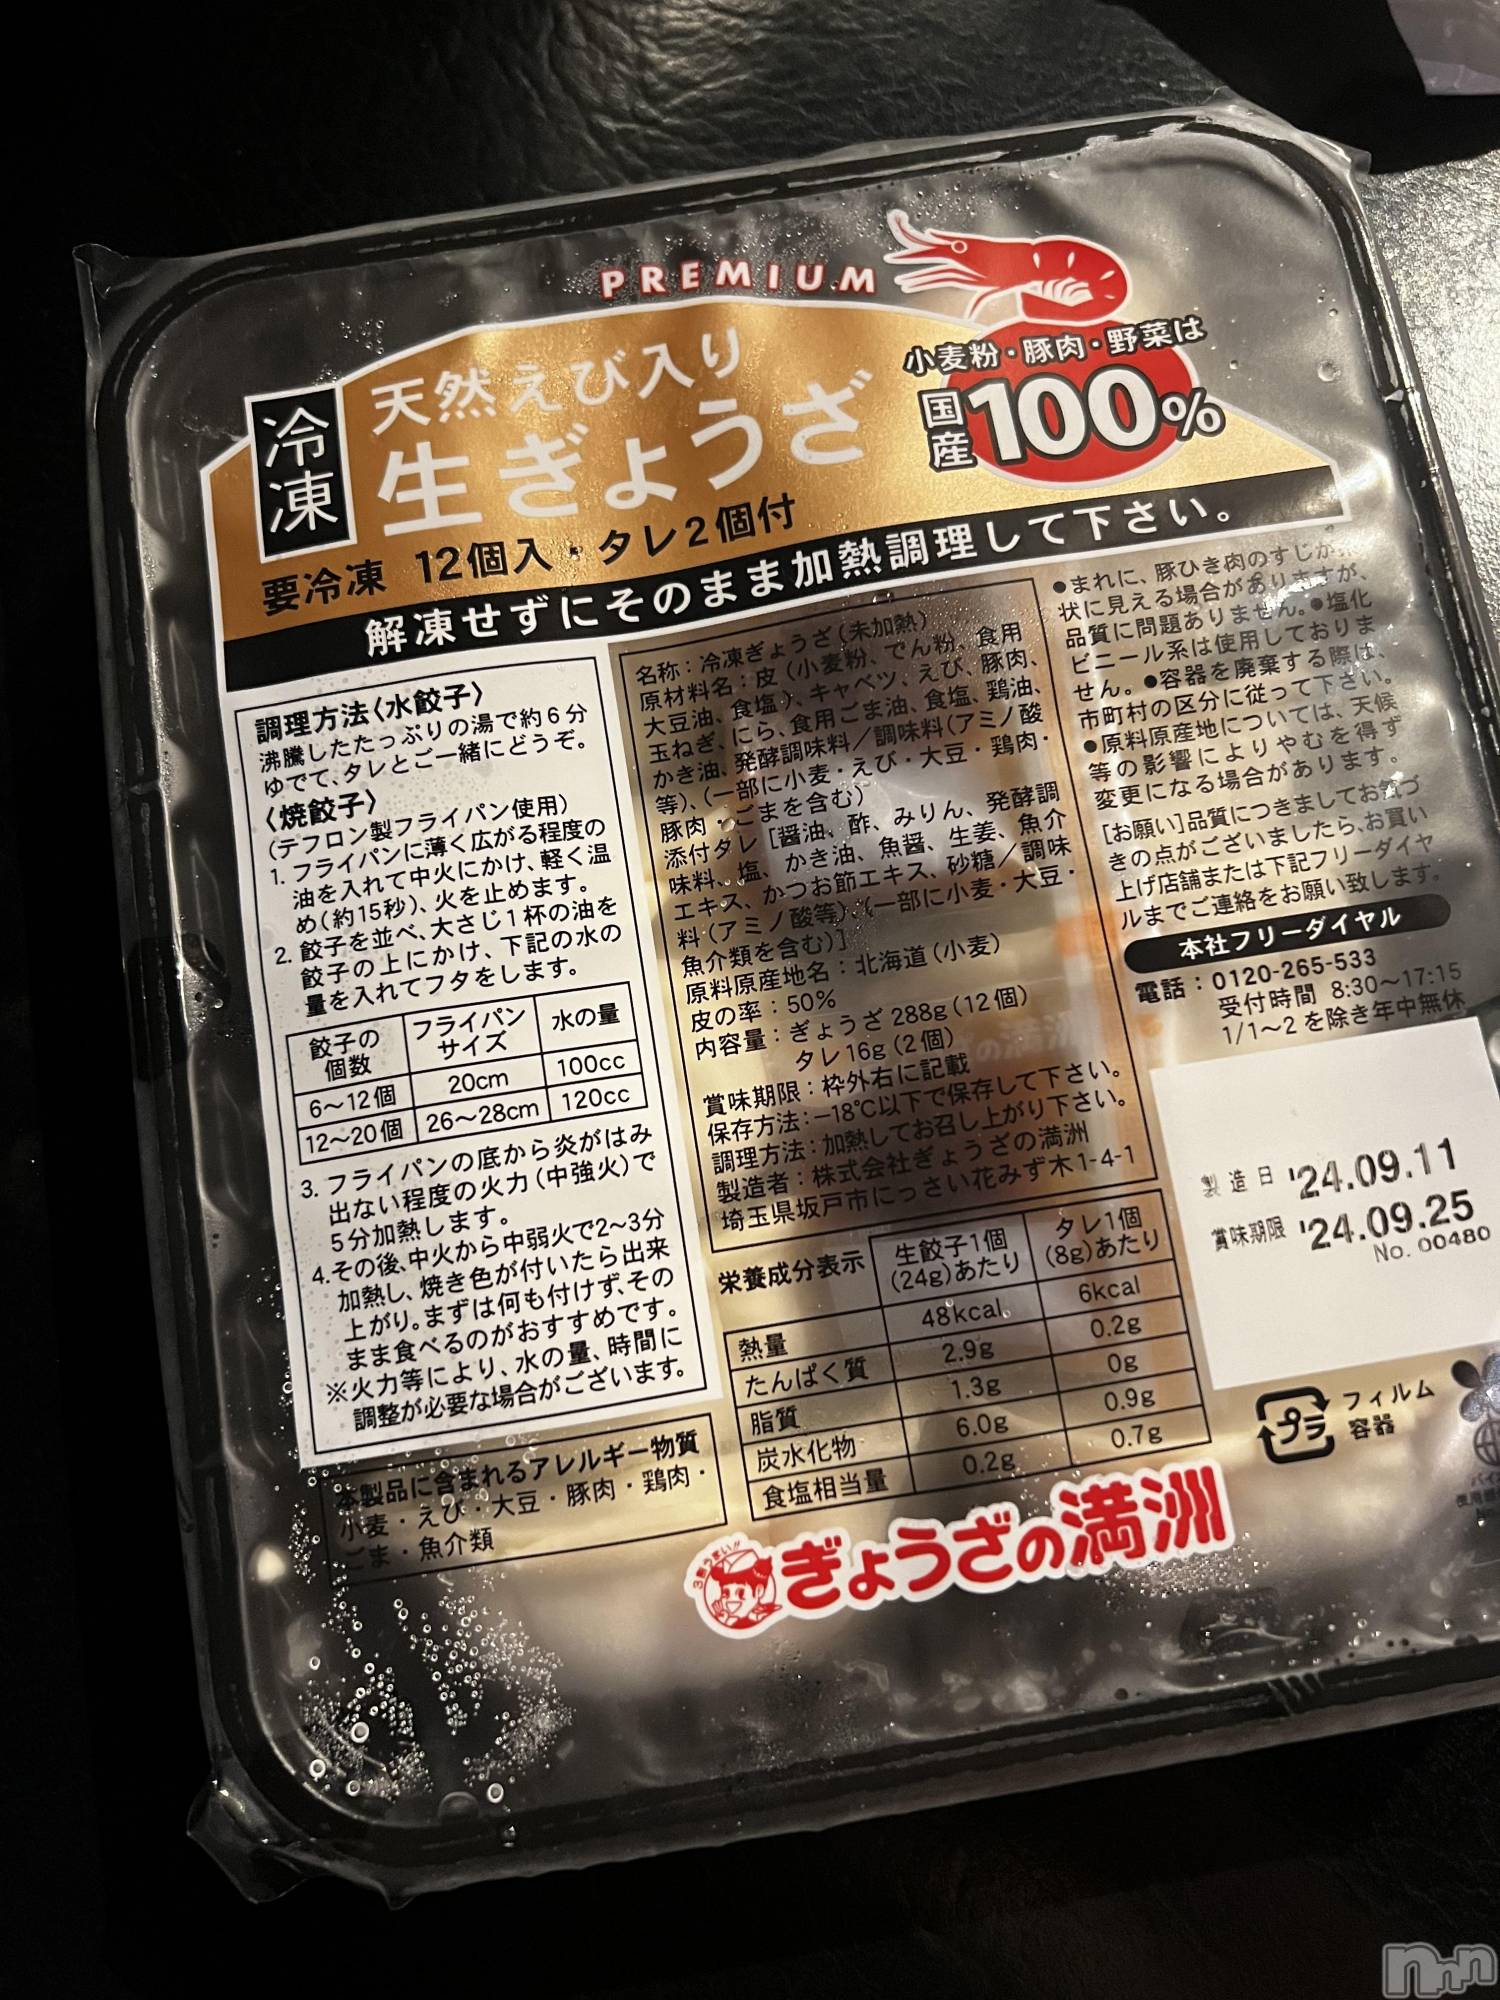 PREMIUM
冷凍
天然えび入り
生ぎょうざ
小麦粉・豚肉・野菜は
国産100%
要冷凍 12個入・タレ2個付
解凍せずにそのまま加熱調理して下さい。
調理方法〈水餃子〉
沸騰したたっぷりの湯で約6分
ゆでて、タレとご一緒にどうぞ。
〈焼餃子〉
(テフロン製フライパン使用)
1. フライパンに薄く広がる程度の
油を入れて中火にかけ、軽く温
め(約15秒)、火を止めます。
2. 餃子を並べ、大さじ1杯の油を
餃子の上にかけ、下記の水の
量を入れてフタをします。
餃子の個数 フライパンサイズ 水の量
6〜12個 20cm 100cc
12〜20個 26〜28cm 120cc
3. フライパンの底から炎がはみ
出ない程度の火力(中強火)で
5分加熱します。
4. その後、中火から中弱火で2〜3分
加熱し、焼き色が付いたら出来
上がり。まずは何も付けず、その
まま食べるのがおすすめです。
※火力等により、水の量、時間に
調整が必要な場合がございます。
本製品に含まれるアレルギー物質
小麦・えび・大豆・豚肉・鶏肉・
ごま・魚介類
名称：冷凍ぎょうざ(未加熱)
原材料名：皮(小麦粉、でん粉、食用
大豆油、食塩)、キャベツ、えび、豚肉、
玉ねぎ、にら、食用ごま油、食塩、鶏油、
かき油、発酵調味料／調味料(アミノ酸
等)、(一部に小麦・えび・大豆・鶏肉・
豚肉・ごまを含む)
添付タレ[醤油、酢、みりん、発酵調
味料、塩、かき油、魚醤、生姜、魚介
エキス、かつお節エキス、砂糖／調味
料(アミノ酸等)、(一部に小麦・大豆・
魚介類を含む)]
原料原産地名：北海道(小麦)
皮の率：50%
内容量：ぎょうざ 288g(12個)
タレ 16g(2個)
賞味期限：枠外右に記載
保存方法：−18℃以下で保存して下さい。
調理方法：加熱してお召し上がり下さい。
製造者：株式会社ぎょうざの満洲
埼玉県坂戸市にっさい花みず木1-4-1
栄養成分表示 生餃子1個(24g)あたり タレ1個(8g)あたり
熱量 48kcal 6kcal
たんぱく質 2.9g 0.2g
脂質 1.3g 0g
炭水化物 6.0g 0.9g
食塩相当量 0.2g 0.7g
●まれに、豚ひき肉のすじが
状に見える場合がありますが、
品質に問題ありません。●塩化
ビニール系は使用しておりま
せん。●容器を廃棄する際は、
市町村の区分に従って下さい。
●原料原産地については、天候
等の影響によりやむを得ず
変更になる場合があります。
[お願い]品質につきましてお気づ
きの点がございましたら、お買い
上げ店舗または下記フリーダイヤ
ルまでご連絡をお願い致します。
本社フリーダイヤル
電話：0120-265-533
受付時間 8:30〜17:15
1/1〜2を除き年中無休
製造日 '24.09.11
賞味期限 '24.09.25
No. 00480
プラ フィルム
容器
3割うまい!!
ぎょうざの満洲
nnn